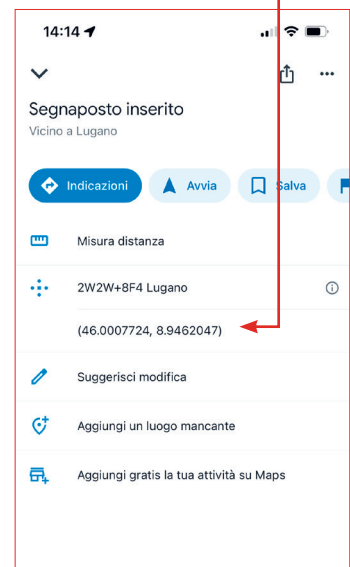 14:14
Segnaposto inserito
Vicino a Lugano
Indicazioni
Avvia
Salva
Misura distanza
2W2W+8F4 Lugano
(46.0007724, 8.9462047)
Suggerisci modifica
Aggiungi un luogo mancante
Aggiungi gratis la tua attività su Maps